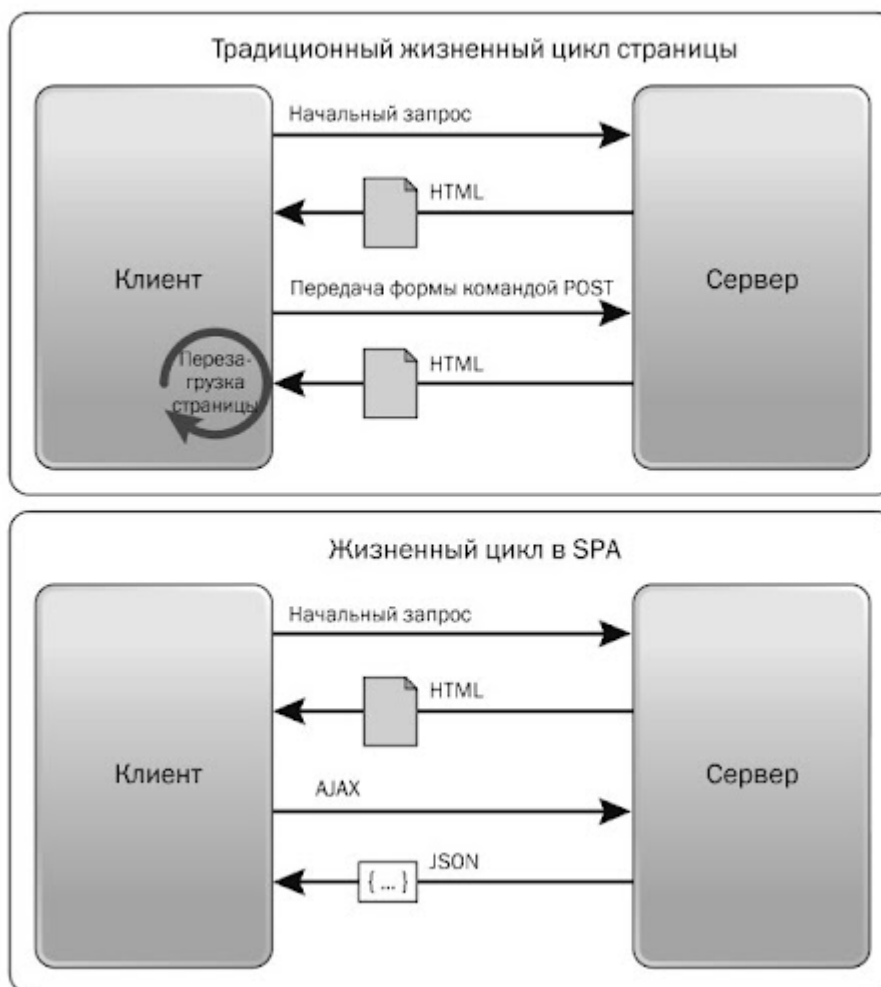 Традиционный жизненный цикл страницы
Начальный запрос
HTML
Клиент
Сервер
Передача формы командой POST
HTML
Переза-
грузка
страницы
Жизненный цикл в SPA
Начальный запрос
HTML
Клиент
Сервер
AJAX
JSON
{ ... }